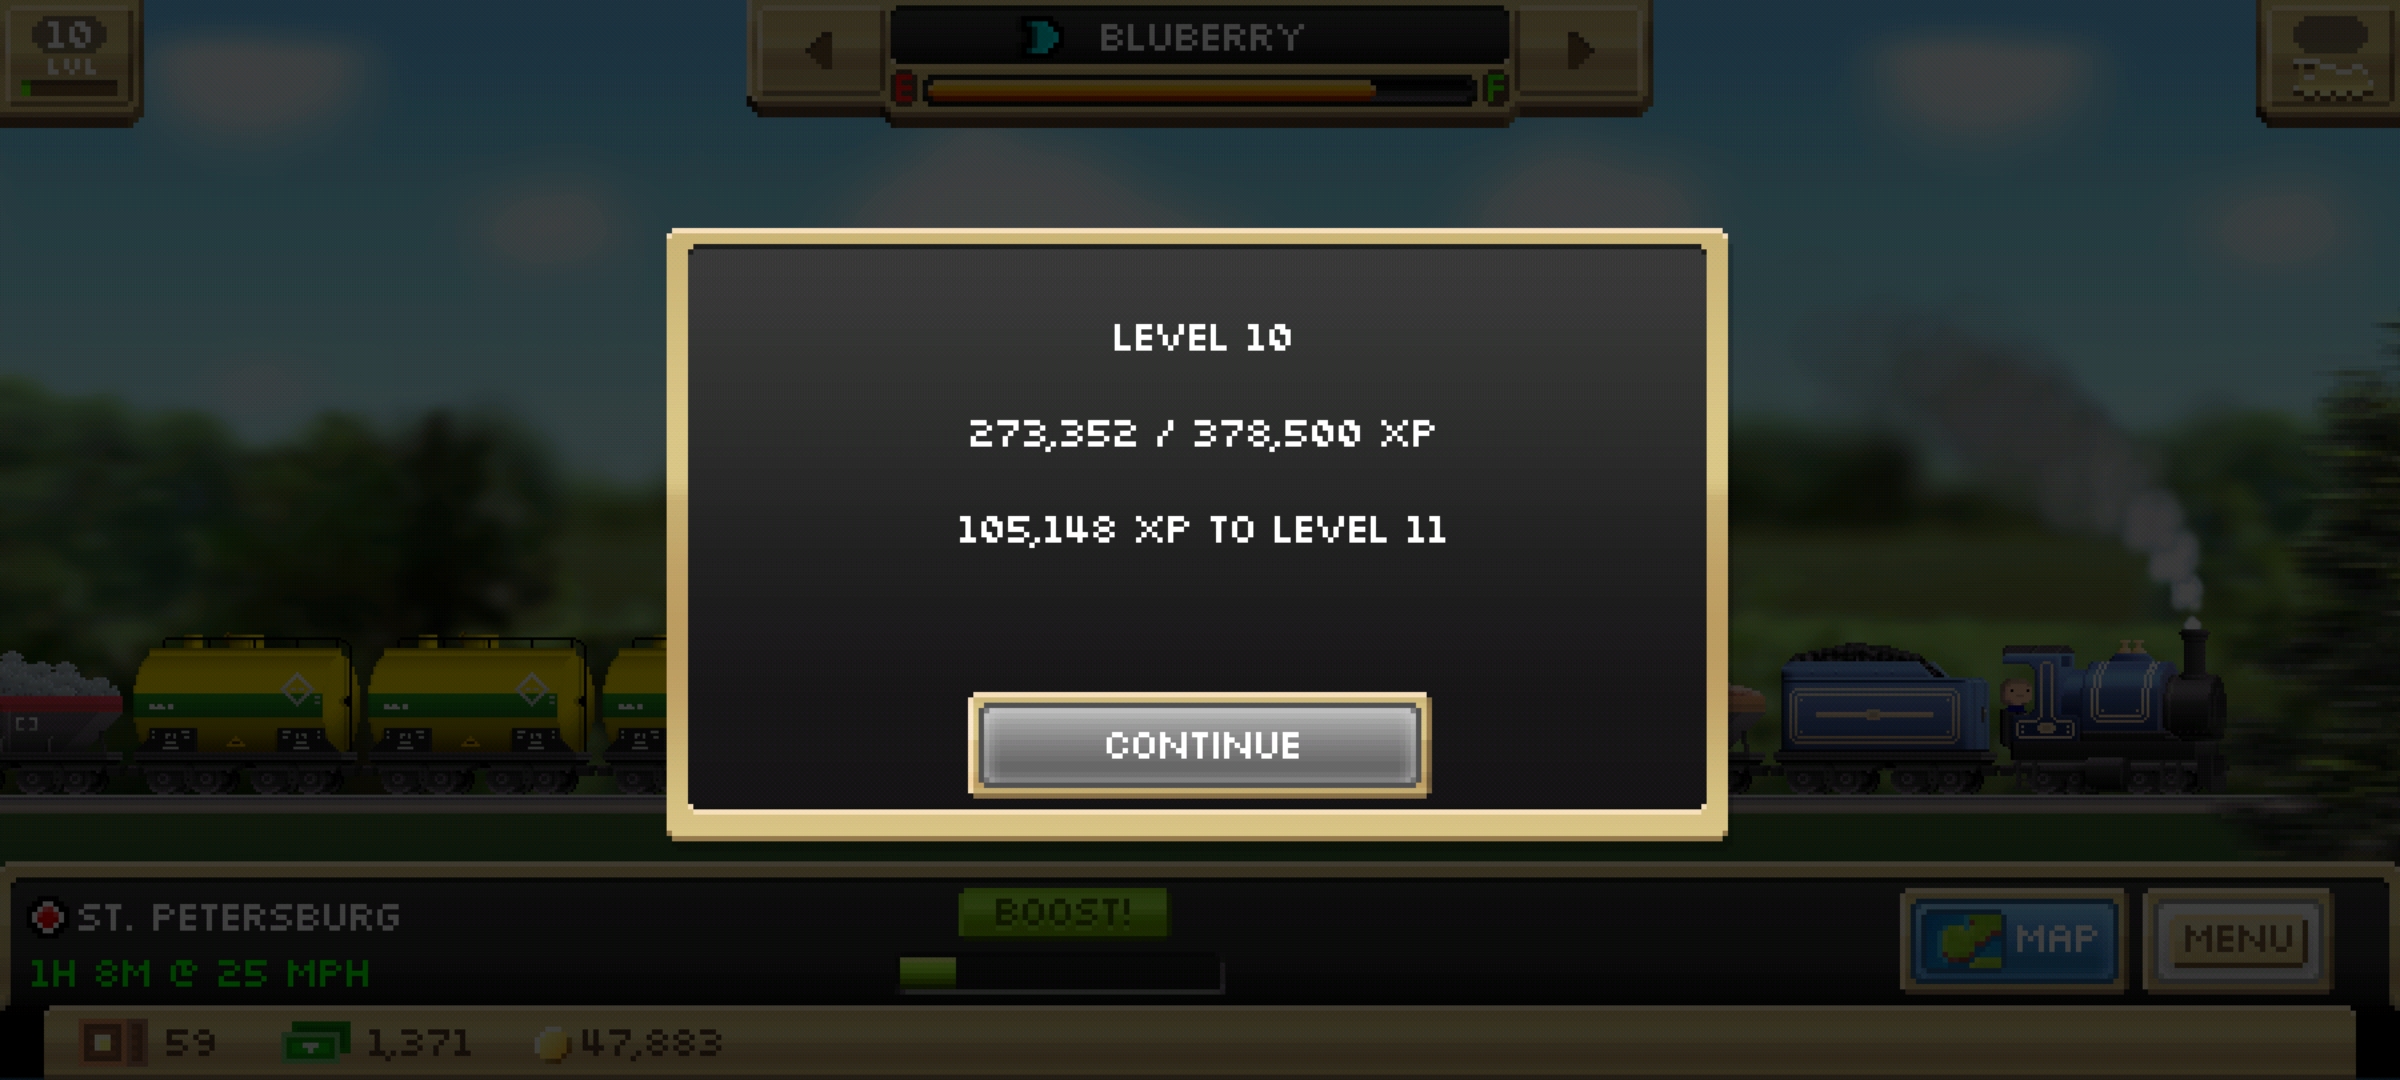 10
LVL
BLUBERRY
E
F
LEVEL 10
273,352 / 378,500 XP
105,148 XP TO LEVEL 11
CONTINUE
ST. PETERSBURG
1H 8M @ 25 MPH
BOOST!
MAP
MENU
59
1,371
47,883